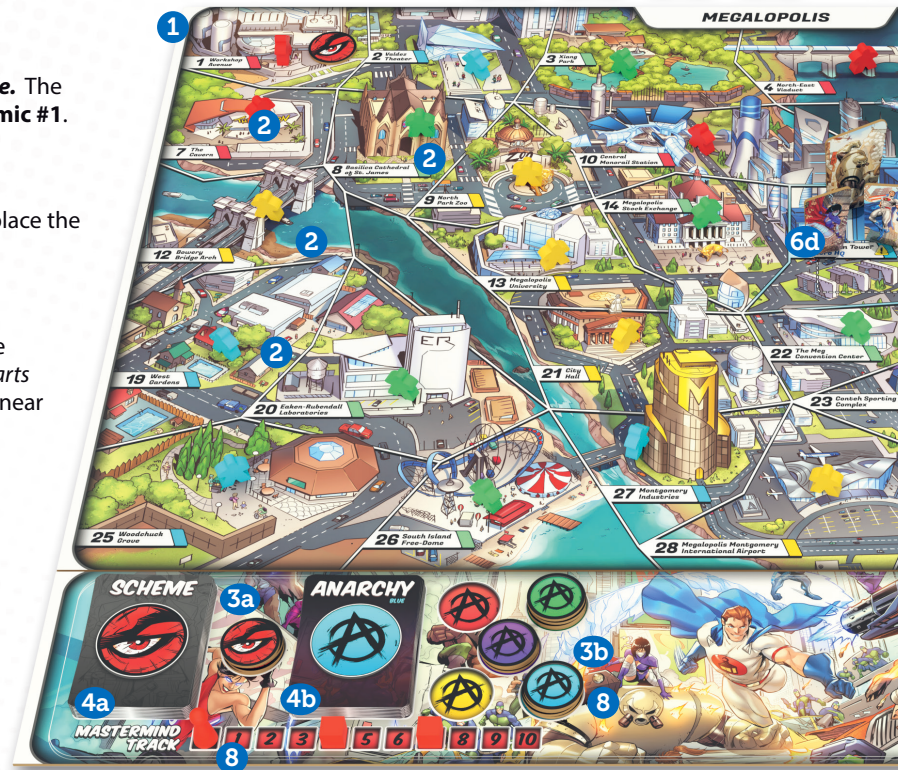 e. The
mic #1.
place the
e
arts
near
MEGALOPOLIS
1
1 Workshop
Avenue
2 Valdez
Theater
3 Xiang
Park
4 North-East
Viaduct
2
7 The
Cavern
8 Basilica Cathedral
of St. James
2
ZOO
9 North
Park Zoo
10 Central
Monorail Station
14 Megalopolis
Stock Exchange
12 Bowery
Bridge Arch
2
13 Megalopolis
University
6d
Tower
HQ
19 West
Gardens
2
ER
20 Eaken-Rubendall
Laboratories
21 City
Hall
M
22 The Meg
Convention Center
23 Conteh Sporting
Complex
25 Woodchuck
Grove
26 South Island
Free-Dome
27 Montgomery
Industries
28 Megalopolis Montgomery
International Airport
SCHEME
3a
ANARCHY
BLUE
3b
4a
4b
8
MASTERMIND
TRACK
1 2 3 5 6 8 9 10
8